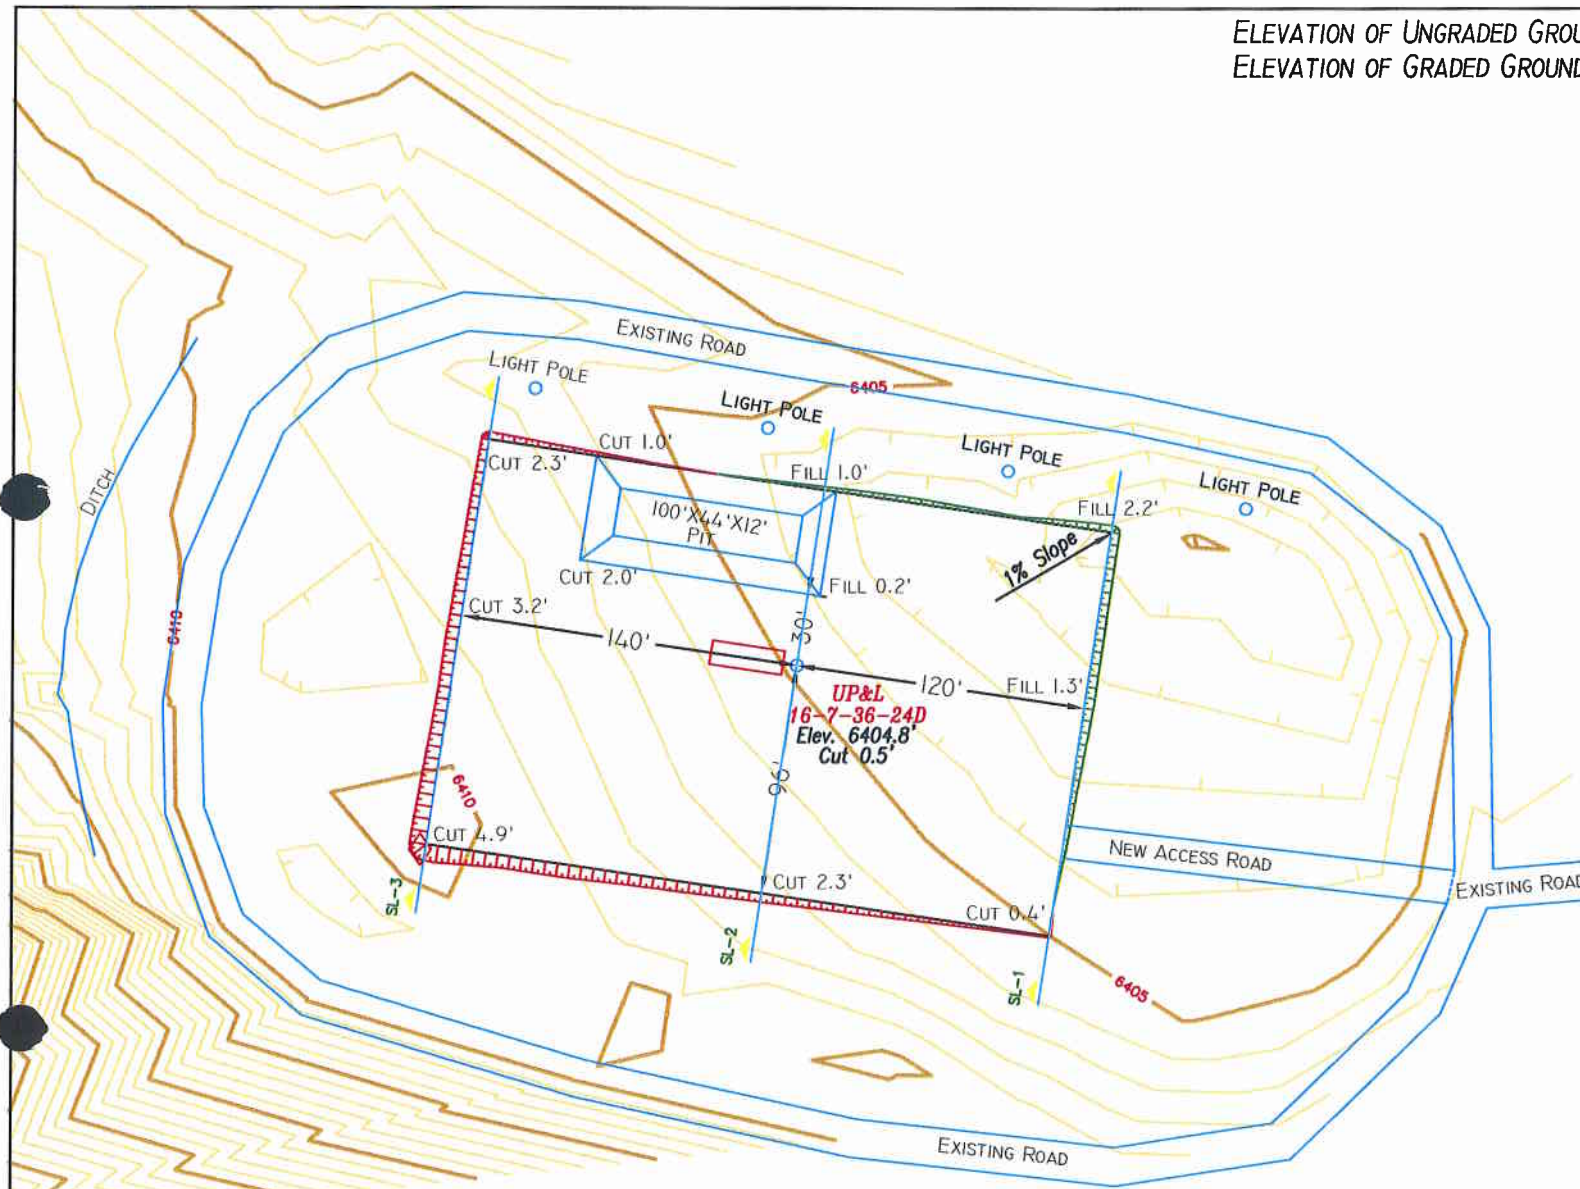 ELEVATION OF UNGRADED GROU
ELEVATION OF GRADED GROUND
EXISTING ROAD
LIGHT POLE
6405
LIGHT POLE
CUT 1.0'
LIGHT POLE
CUT 2.3'
FILL 1.0'
LIGHT POLE
DITCH
100'X44'X12'
PIT
FILL 2.2'
1% Slope
CUT 2.0'
FILL 0.2'
CUT 3.2'
6410
140'
30'
120'
FILL 1.3'
UP&L
16-7-36-24D
Elev. 6404.8'
Cut 0.5'
96'
6410
CUT 4.9'
NEW ACCESS ROAD
CUT 2.3'
EXISTING ROAD
SL-3
CUT 0.4'
SL-2
SL-1
6405
EXISTING ROAD